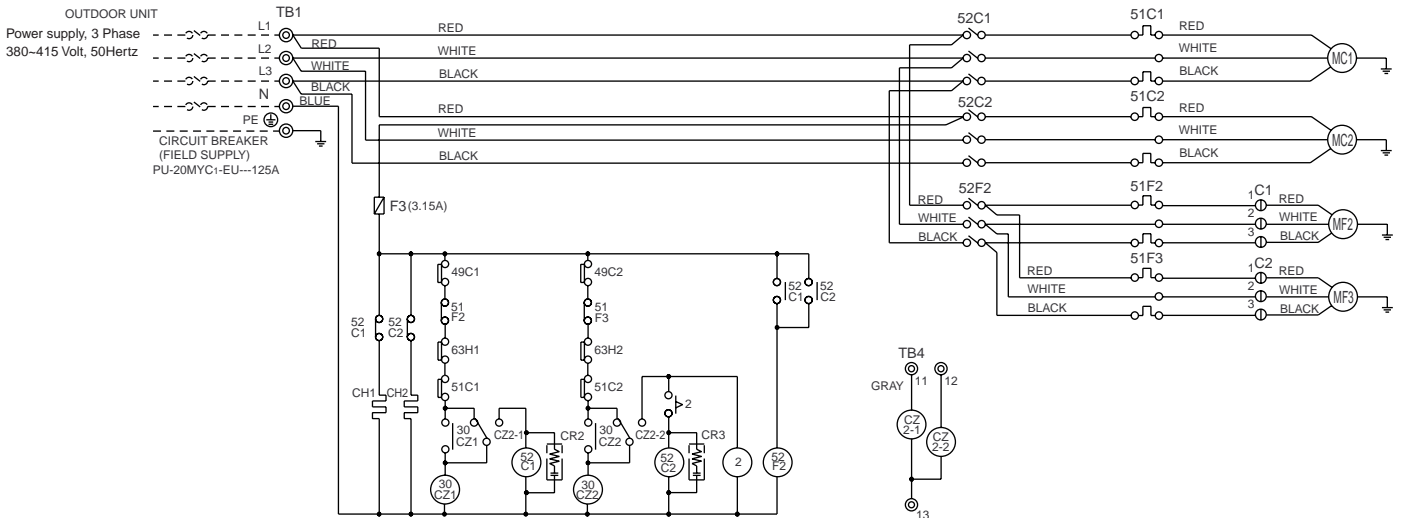 OUTDOOR UNIT
TB1
Power supply, 3 Phase
380~415 Volt, 50Hertz
L1
RED
L2
WHITE
L3
BLACK
N
BLUE
PE
CIRCUIT BREAKER
(FIELD SUPPLY)
PU-20MYC1-EU---125A
RED
WHITE
BLACK
RED
WHITE
BLACK
52C1
51C1
RED
WHITE
BLACK
MC1
52C2
51C2
RED
WHITE
BLACK
MC2
52F2
51F2
RED
WHITE
BLACK
1
2
3
C1
RED
WHITE
BLACK
MF2
51F3
RED
WHITE
BLACK
1
2
3
C2
RED
WHITE
BLACK
MF3
F3 (3.15A)
49C1
49C2
52
C1
52
C2
51
F2
51
F3
52
C1
52
C2
63H1
63H2
CH1
CH2
51C1
51C2
2
30
CZ1
CZ2-1
CR2
30
CZ2
CZ2-2
CR3
52
C1
52
C2
2
52
F2
30
CZ1
30
CZ2
TB4
GRAY
11
12
CZ
2-1
CZ
2-2
13